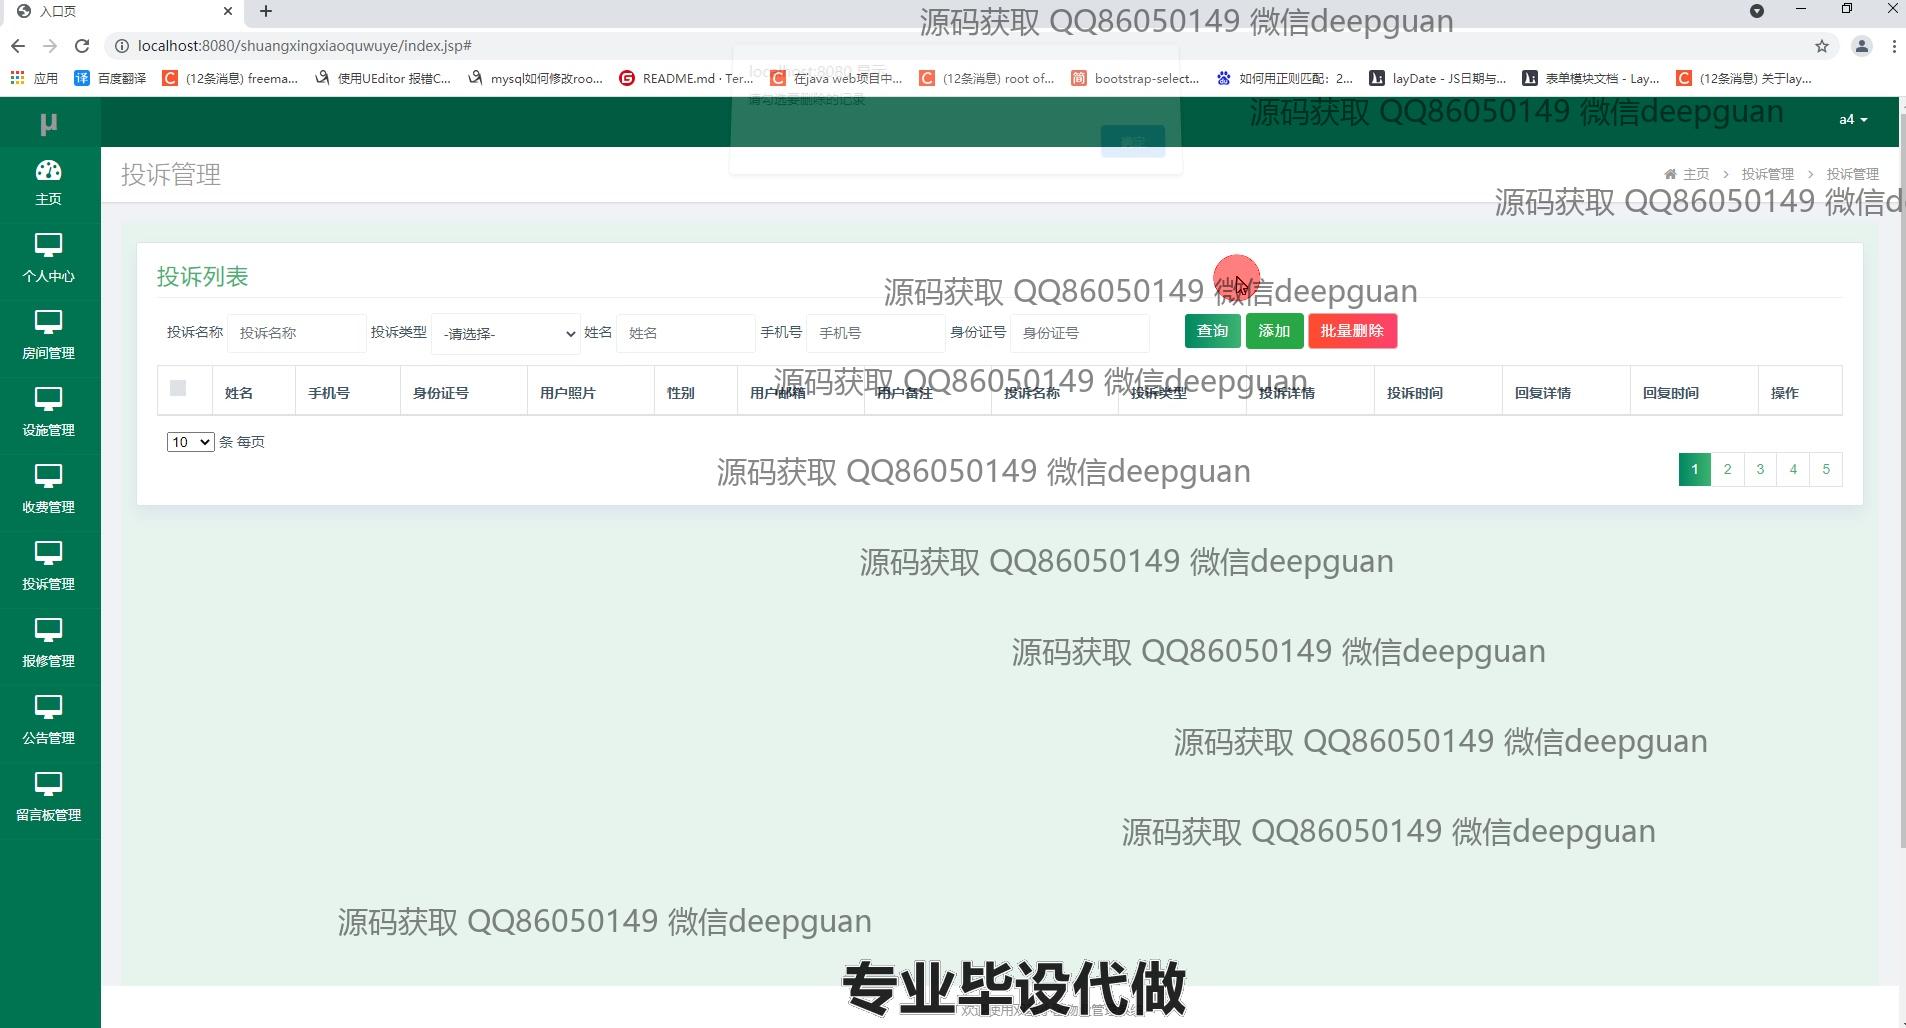 入口页
源码获取 QQ86050149 微信deepguan
localhost:8080/shuangxingxiaoquwuye/index.jsp#
应用 百度翻译 (12条消息) freema... 使用UEditor 报错C... mysql如何修改roo... README.md · Ter... 在java web项目中... (12条消息) root of... bootstrap-select... 如何用正则匹配：2... layDate - JS日期与... 表单模块文档 - Lay... (12条消息) 关于lay...
localhost:8080 显示
请勾选要删除的记录
确定
源码获取 QQ86050149 微信deepguan
µ
a4
主页
投诉管理
主页 > 投诉管理 > 投诉管理
源码获取 QQ86050149 微信d
个人中心
投诉列表
源码获取 QQ86050149 微信deepguan
投诉名称 投诉名称 投诉类型 -请选择- 姓名 姓名 手机号 手机号 身份证号 身份证号 查询 添加 批量删除
房间管理
源码获取 QQ86050149 微信deepguan
姓名 手机号 身份证号 用户照片 性别 用户邮箱 用户备注 投诉名称 投诉类型 投诉详情 投诉时间 回复详情 回复时间 操作
设施管理
10 条 每页
源码获取 QQ86050149 微信deepguan
1 2 3 4 5
收费管理
源码获取 QQ86050149 微信deepguan
投诉管理
源码获取 QQ86050149 微信deepguan
报修管理
公告管理
源码获取 QQ86050149 微信deepguan
留言板管理
源码获取 QQ86050149 微信deepguan
源码获取 QQ86050149 微信deepguan
专业毕设代做